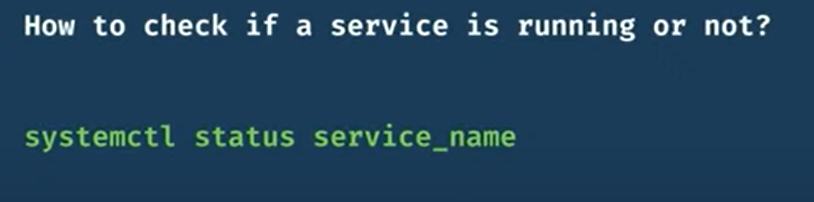 How to check if a service is running or not?
systemctl status service_name